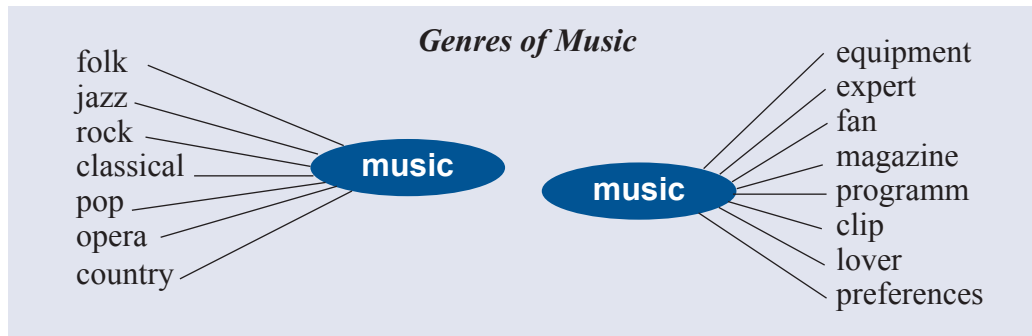 Genres of Music
folk
jazz
rock
classical
pop
opera
country
music
music
equipment
expert
fan
magazine
programm
clip
lover
preferences